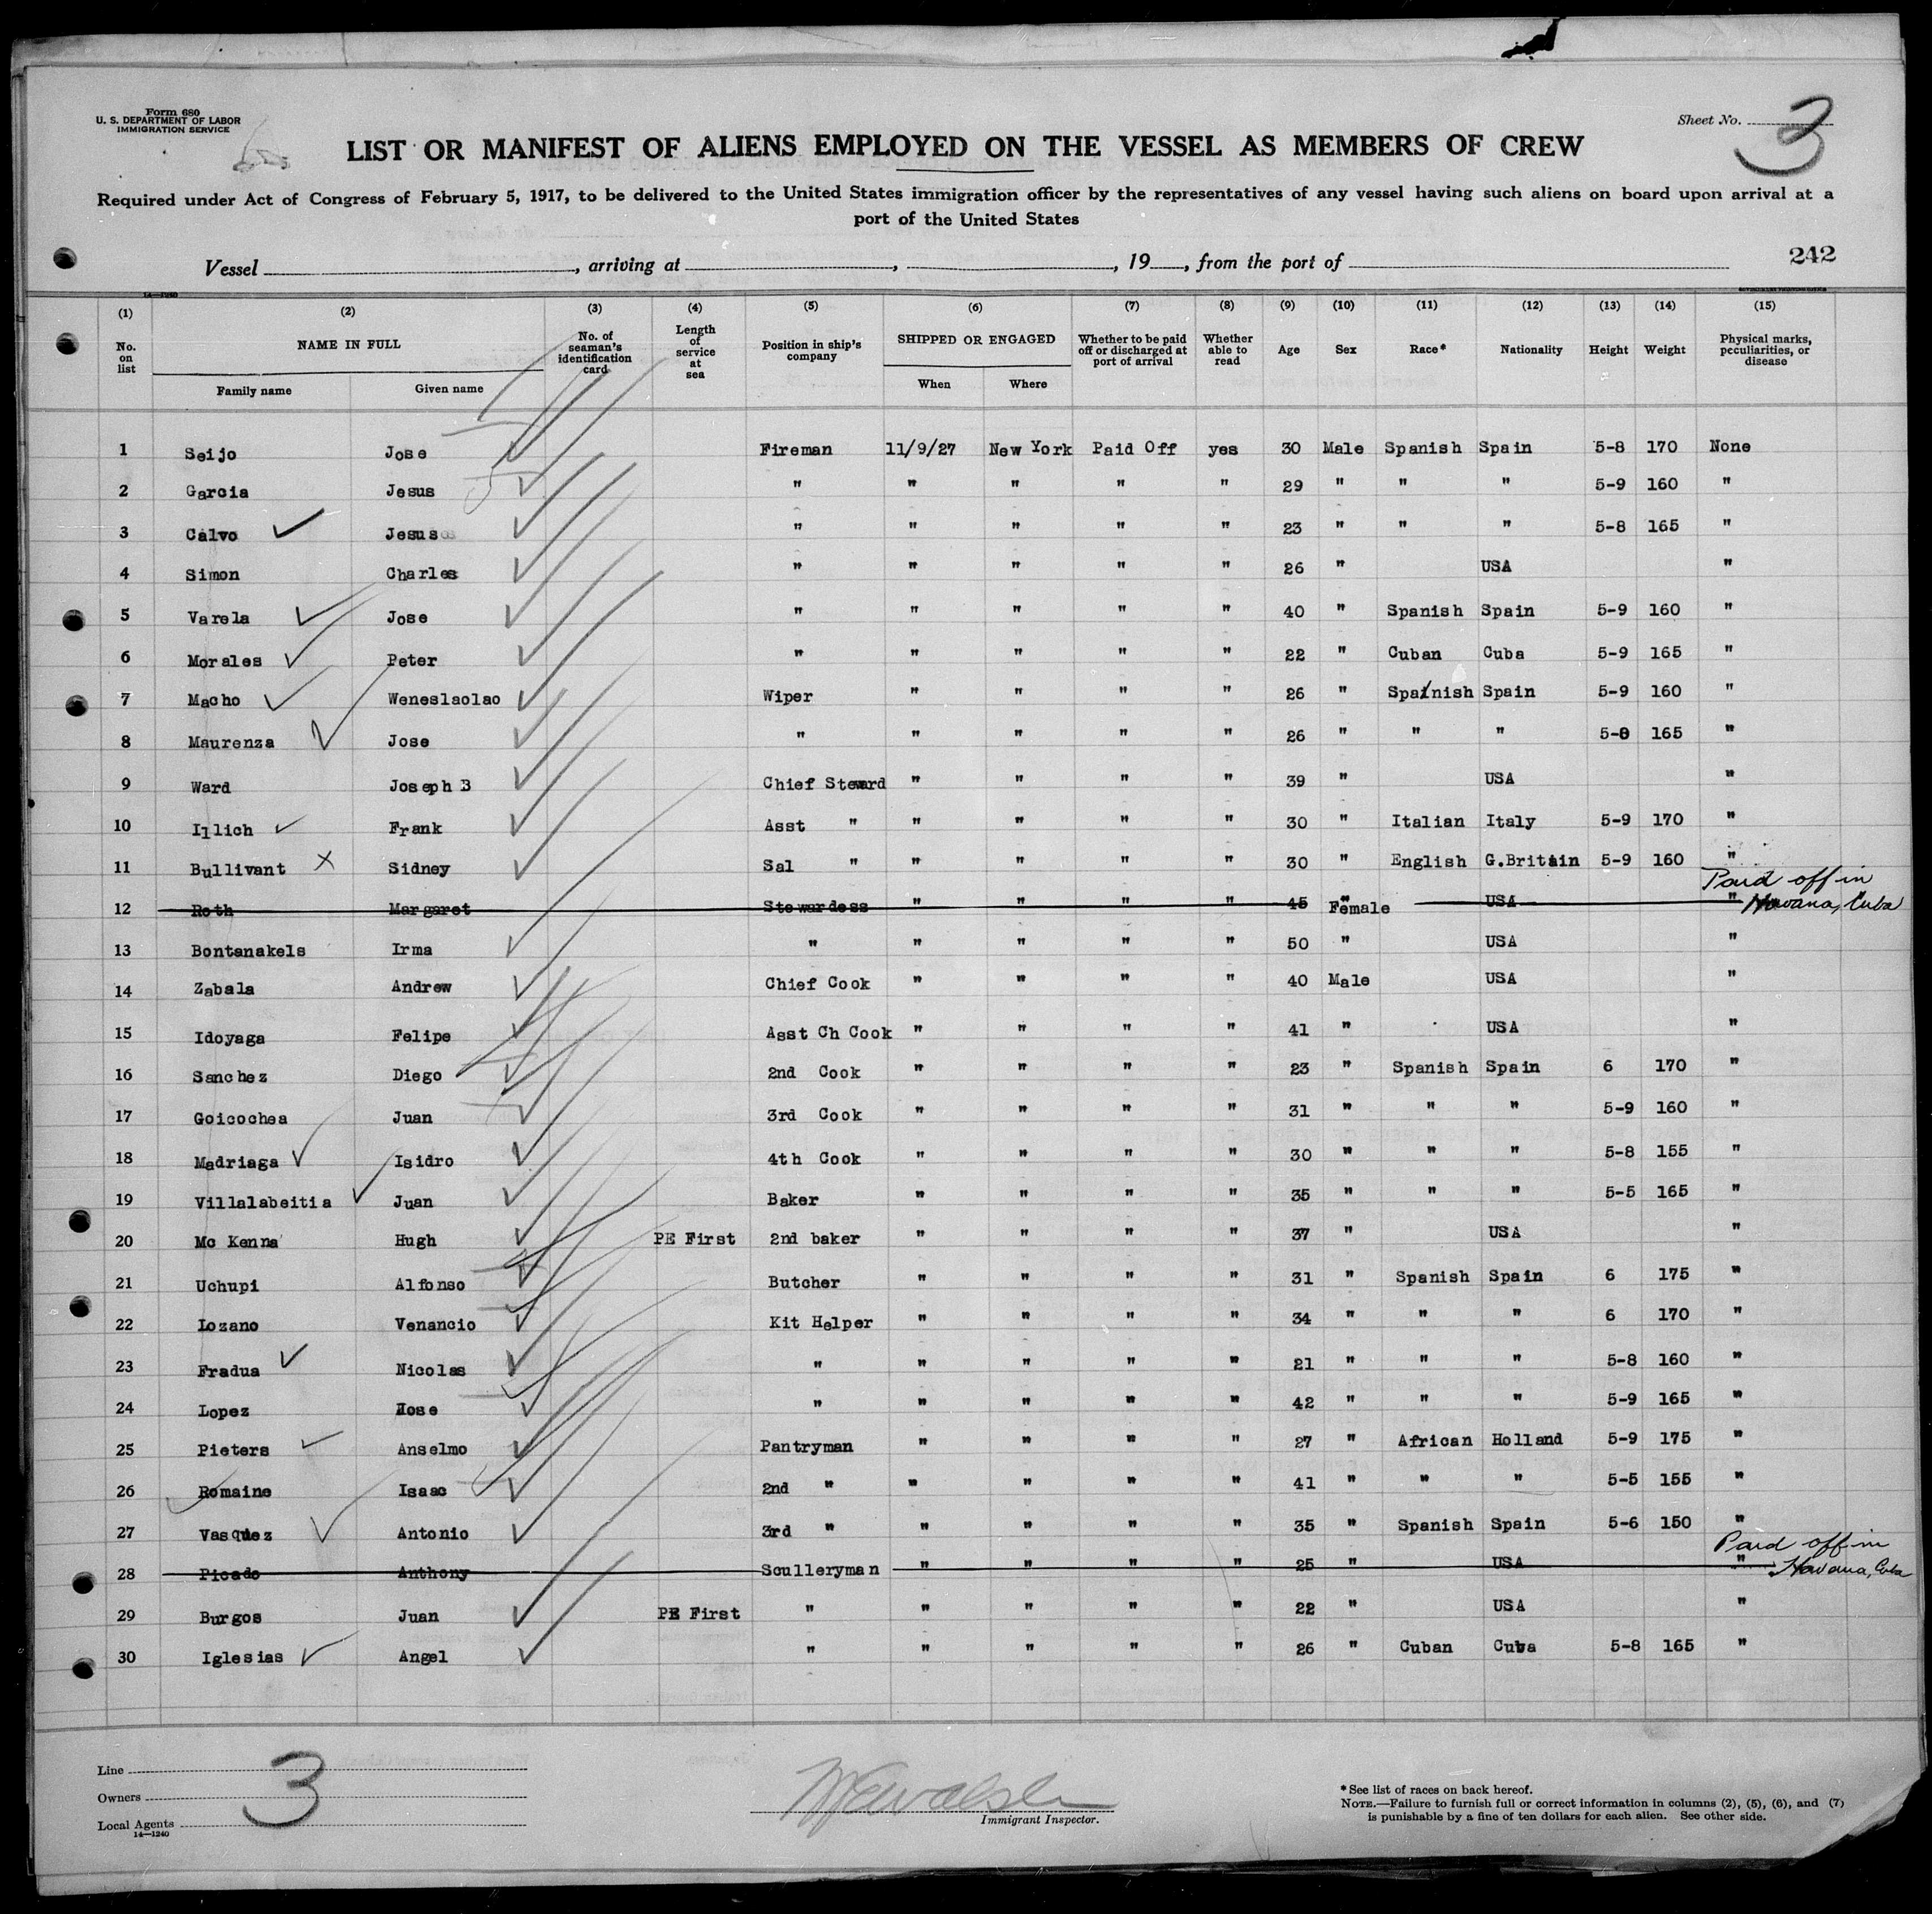 Form 680
U. S. DEPARTMENT OF LABOR
IMMIGRATION SERVICE
Sheet No. 3
LIST OR MANIFEST OF ALIENS EMPLOYED ON THE VESSEL AS MEMBERS OF CREW
Required under Act of Congress of February 5, 1917, to be delivered to the United States immigration officer by the representatives of any vessel having such aliens on board upon arrival at a
port of the United States
Vessel , arriving at , , 19 , from the port of
242
14—1240
(1) (2) (3) (4) (5) (6) (7) (8) (9) (10) (11) (12) (13) (14) (15)
No. on list NAME IN FULL Family name Given name No. of seaman's identification card Length of service at sea Position in ship's company SHIPPED OR ENGAGED When Where Whether to be paid off or discharged at port of arrival Whether able to read Age Sex Race* Nationality Height Weight Physical marks, peculiarities, or disease
1 Seijo Jose Fireman 11/9/27 New York Paid Off yes 30 Male Spanish Spain 5-8 170 None
2 Garcia Jesus " " " " " 29 " " " 5-9 160 "
3 Calvo Jesus " " " " " 23 " " " 5-8 165 "
4 Simon Charles " " " " " 26 " USA "
5 Varela Jose " " " " " 40 " Spanish Spain 5-9 160 "
6 Morales Peter " " " " " 22 " Cuban Cuba 5-9 165 "
7 Macho Weneslaolao Wiper " " " " 26 " Spanish Spain 5-9 160 "
8 Maurenza Jose " " " " " 26 " " " 5-8 165 "
9 Ward Joseph B Chief Steward " " " " 39 " USA "
10 Illich Frank Asst " " " " " 30 " Italian Italy 5-9 170 "
11 Bullivant Sidney Sal " " " " " 30 " English G.Britain 5-9 160 "
12 Roth Margaret Stewardess " " " " 45 " Female USA " Paid off in Havana, Cuba
13 Bontenakels Irma " " " " " 50 " USA "
14 Zabala Andrew Chief Cook " " " " 40 Male USA "
15 Idoyaga Felipe Asst Ch Cook " " " " 41 " USA "
16 Sanchez Diego 2nd Cook " " " " 23 " Spanish Spain 6 170 "
17 Goicochea Juan 3rd Cook " " " " 31 " " " 5-9 160 "
18 Madriaga Isidro 4th Cook " " " " 30 " " " 5-8 155 "
19 Villalabeitia Juan Baker " " " " 35 " " " 5-5 165 "
20 Mc Kenna Hugh PE First 2nd baker " " " " 37 " USA "
21 Uchupi Alfonso Butcher " " " " 31 " Spanish Spain 6 175 "
22 Lozano Venancio Kit Helper " " " " 34 " " " 6 170 "
23 Fradua Nicolas " " " " " 21 " " " 5-8 160 "
24 Lopez Jose " " " " " 42 " " " 5-9 165 "
25 Pieters Anselmo Pantryman " " " " 27 " African Holland 5-9 175 "
26 Romaine Isaac 2nd " " " " " 41 " " " 5-5 155 "
27 Vasquez Antonio 3rd " " " " " 35 " Spanish Spain 5-6 150 "
28 Picado Anthony Sculleryman " " " " 25 " USA " Paid off in Havana, Cuba
29 Burgos Juan PE First " " " " " 22 " USA "
30 Iglesias Angel " " " " " 26 " Cuban Cuba 5-8 165 "
Line
Owners
Local Agents
14—1240
3
Immigrant Inspector.
*See list of races on back hereof.
NOTE.—Failure to furnish full or correct information in columns (2), (5), (6), and (7)
is punishable by a fine of ten dollars for each alien. See other side.